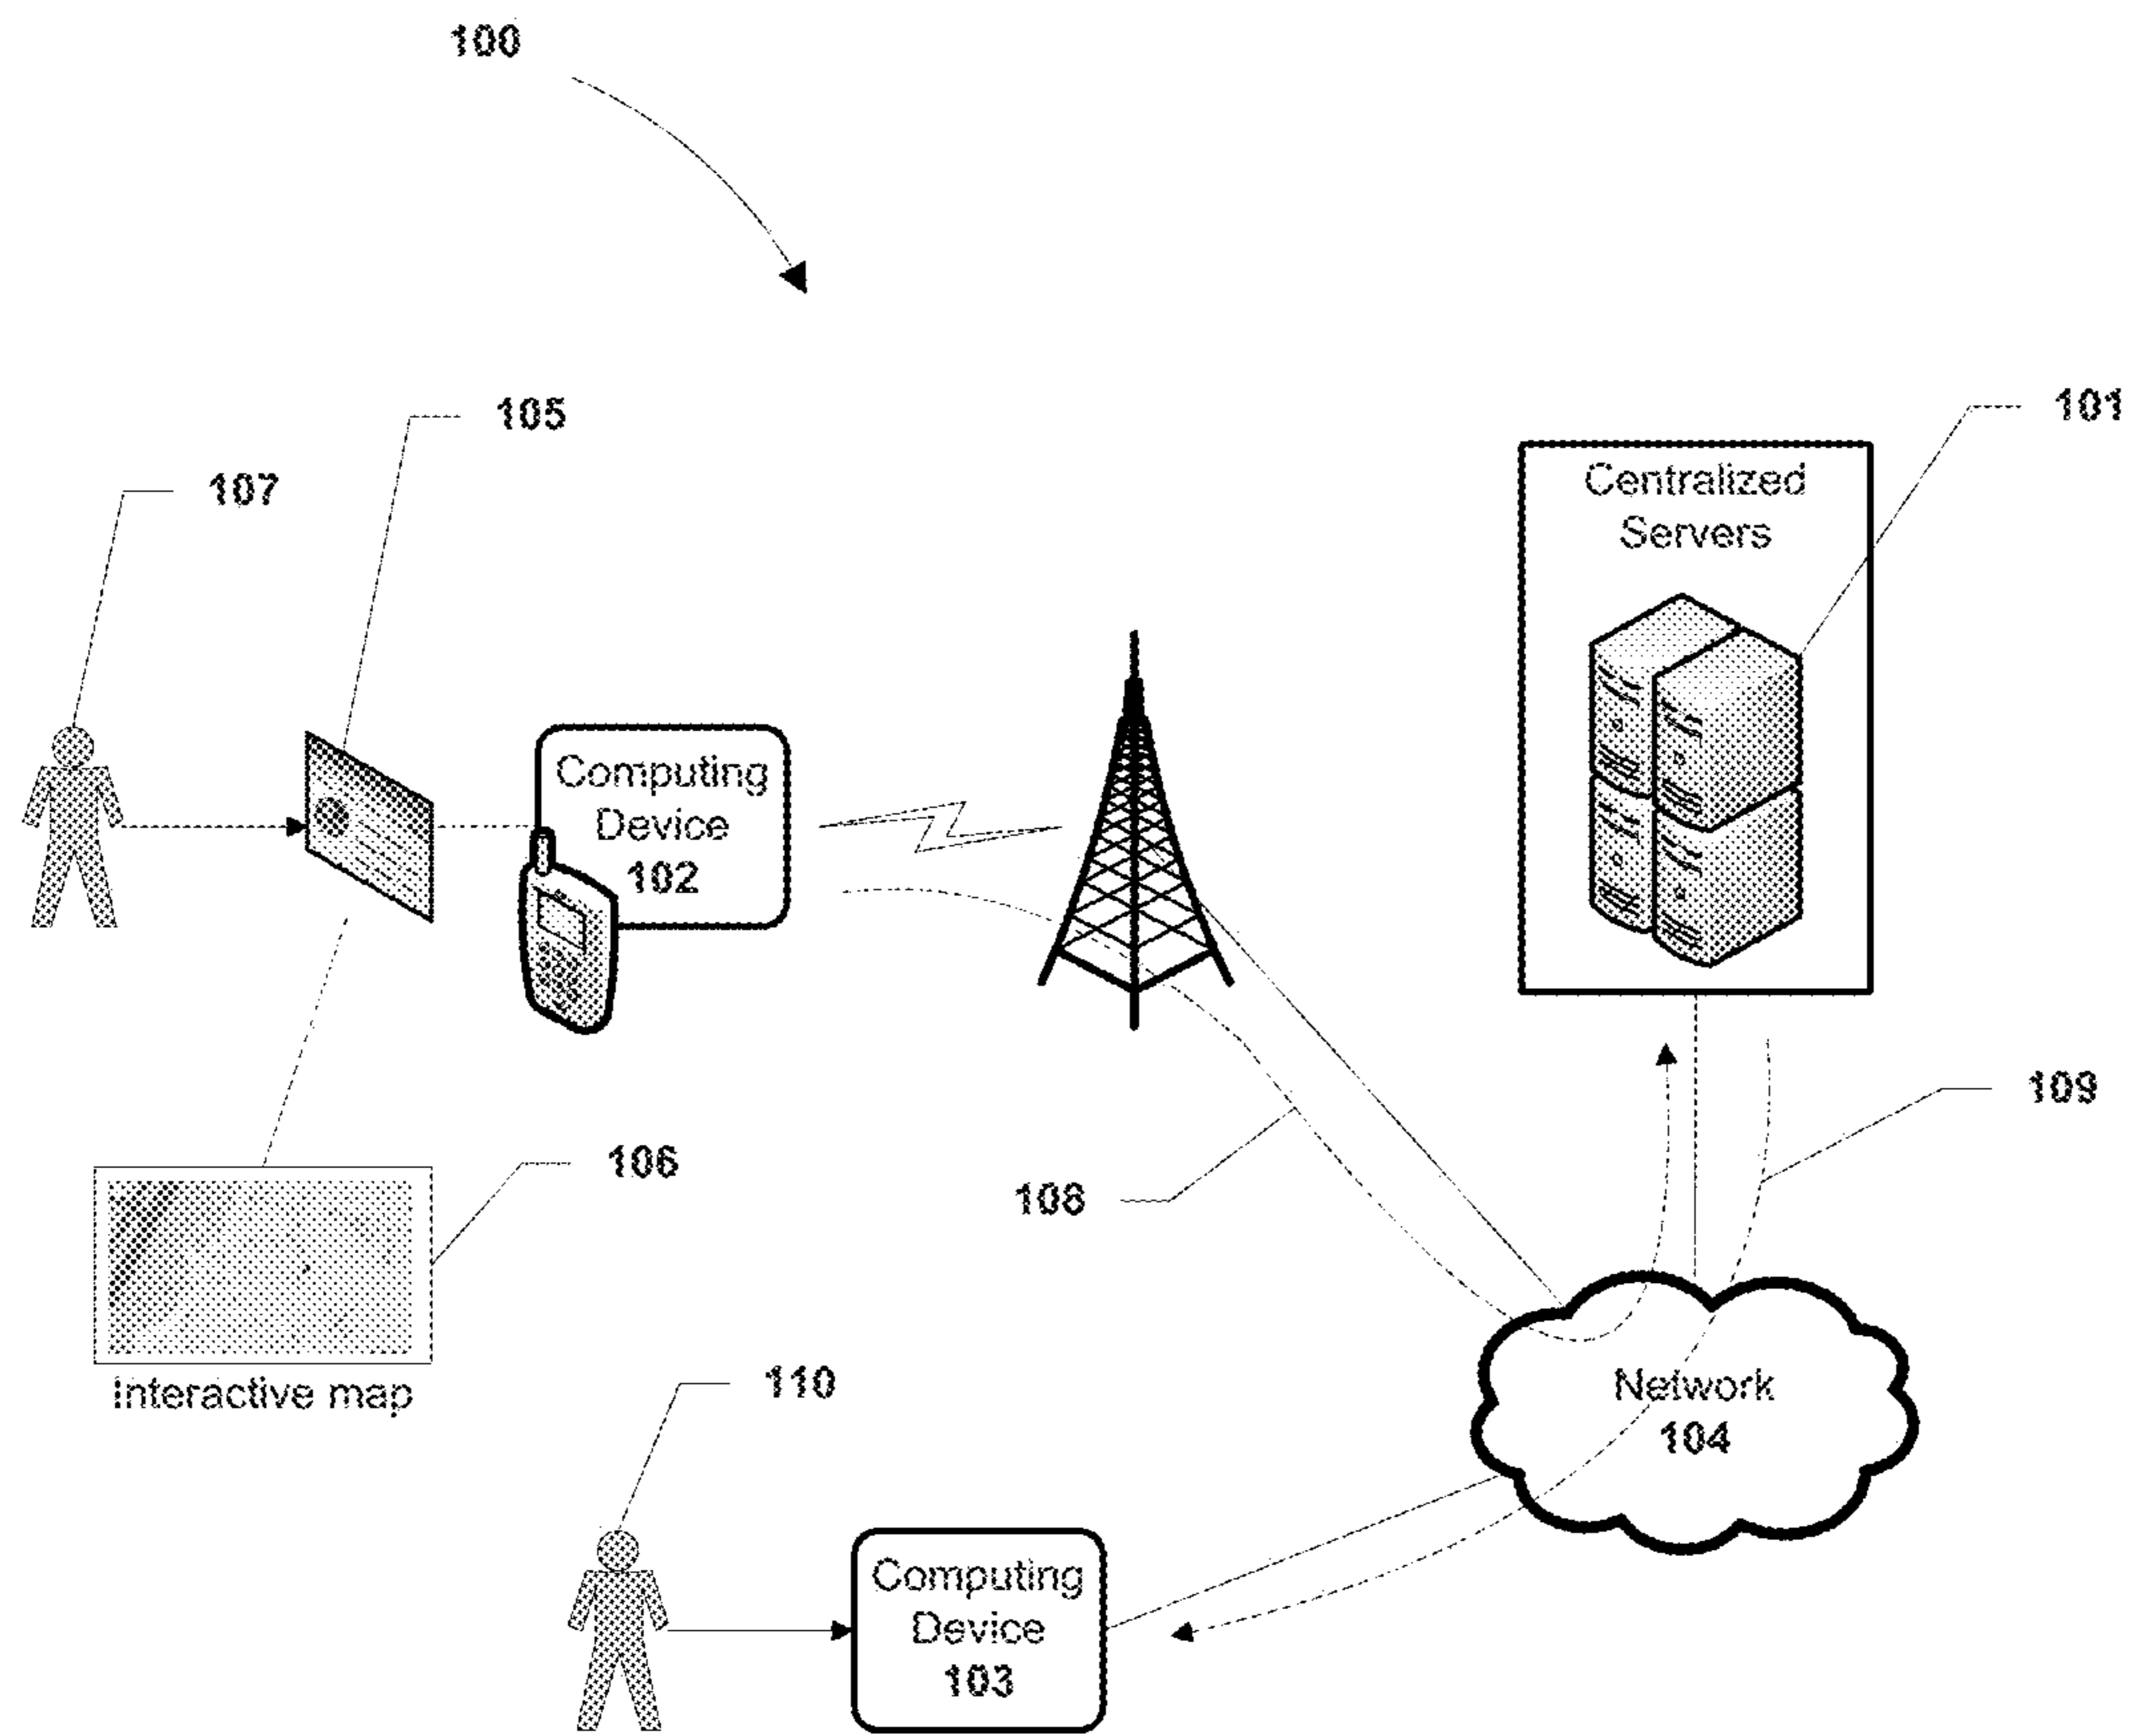 100
105
101
107
Centralized
Servers
Computing
Device
102
109
106
108
Interactive map
110
Network
104
Computing
Device
103